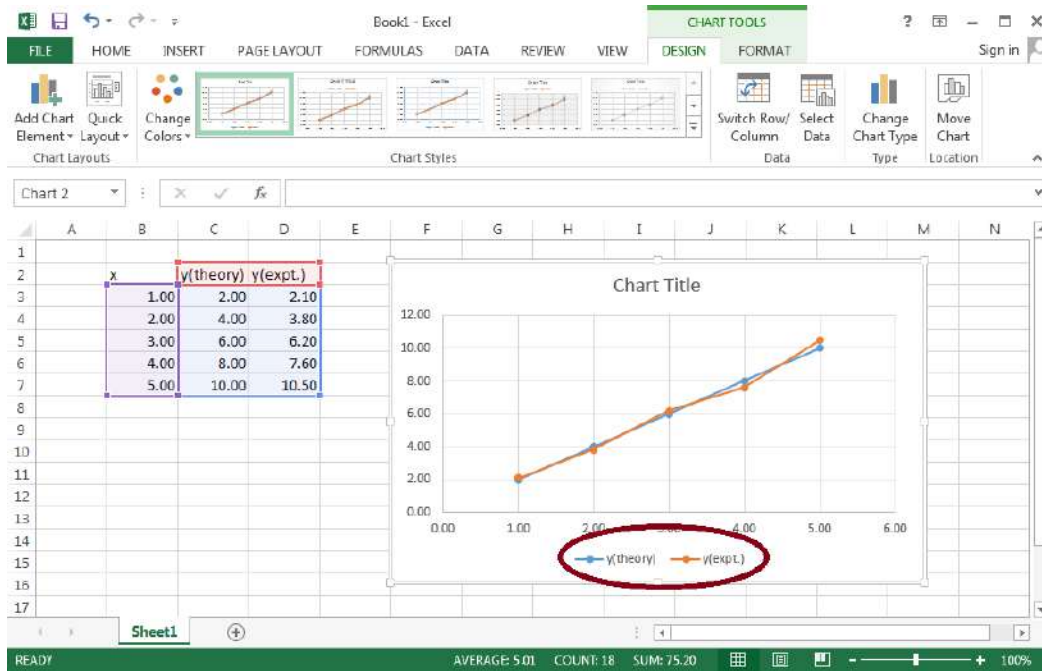 Book1 - Excel
CHART TOOLS
?
FILE HOME INSERT PAGE LAYOUT FORMULAS DATA REVIEW VIEW DESIGN FORMAT Sign in
Add Chart Element Quick Layout Change Colors Switch Row/ Column Select Data Change Chart Type Move Chart
Chart Layouts Chart Styles Data Type Location
Chart 2 fx
A B C D E F G H I J K L M N
1
2 x y(theory) y(expt.)
3 1.00 2.00 2.10
4 2.00 4.00 3.80
5 3.00 6.00 6.20
6 4.00 8.00 7.60
7 5.00 10.00 10.50
8
9
10
11
12
13
14
15
16
17
Chart Title
12.00
10.00
8.00
6.00
4.00
2.00
0.00
0.00 1.00 2.00 4.00 5.00 6.00
y(theory) y(expt.)
Sheet1
READY AVERAGE: 5.01 COUNT: 18 SUM: 75.20 100%